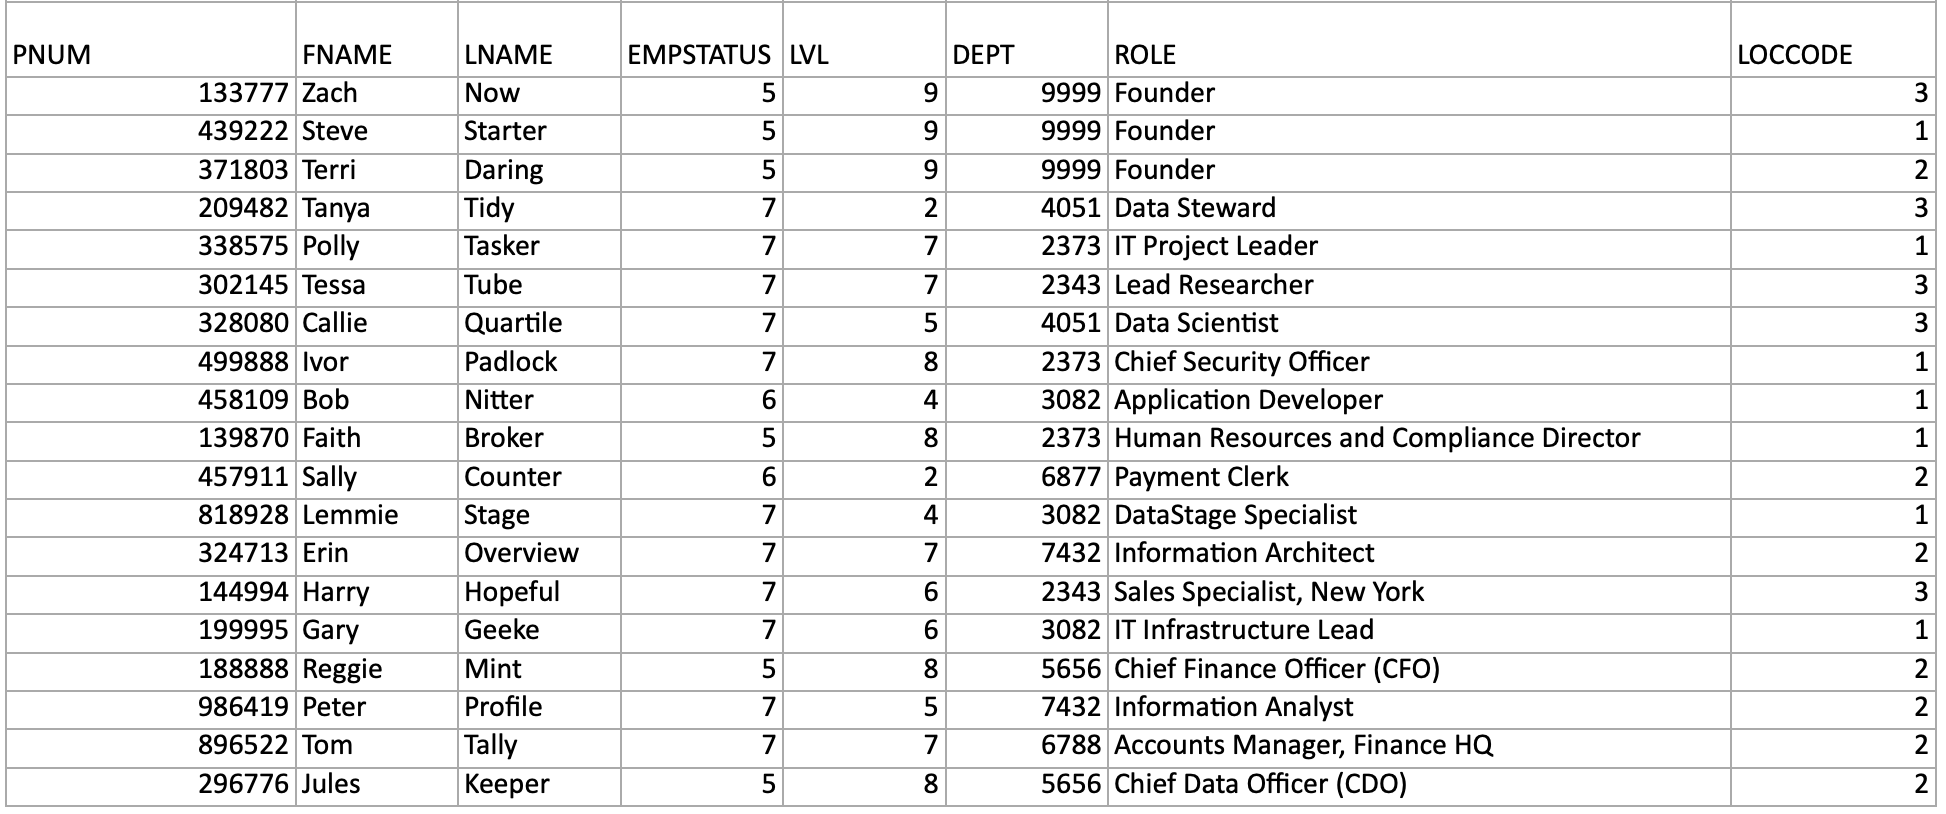 PNUM FNAME LNAME EMPSTATUS LVL DEPT ROLE LOCCODE
133777 Zach Now 5 9 9999 Founder 3
439222 Steve Starter 5 9 9999 Founder 1
371803 Terri Daring 5 9 9999 Founder 2
209482 Tanya Tidy 7 2 4051 Data Steward 3
338575 Polly Tasker 7 7 2373 IT Project Leader 1
302145 Tessa Tube 7 7 2343 Lead Researcher 3
328080 Callie Quartile 7 5 4051 Data Scientist 3
499888 Ivor Padlock 7 8 2373 Chief Security Officer 1
458109 Bob Nitter 6 4 3082 Application Developer 1
139870 Faith Broker 5 8 2373 Human Resources and Compliance Director 1
457911 Sally Counter 6 2 6877 Payment Clerk 2
818928 Lemmie Stage 7 4 3082 DataStage Specialist 1
324713 Erin Overview 7 7 7432 Information Architect 2
144994 Harry Hopeful 7 6 2343 Sales Specialist, New York 3
199995 Gary Geeke 7 6 3082 IT Infrastructure Lead 1
188888 Reggie Mint 5 8 5656 Chief Finance Officer (CFO) 2
986419 Peter Profile 7 5 7432 Information Analyst 2
896522 Tom Tally 7 7 6788 Accounts Manager, Finance HQ 2
296776 Jules Keeper 5 8 5656 Chief Data Officer (CDO) 2